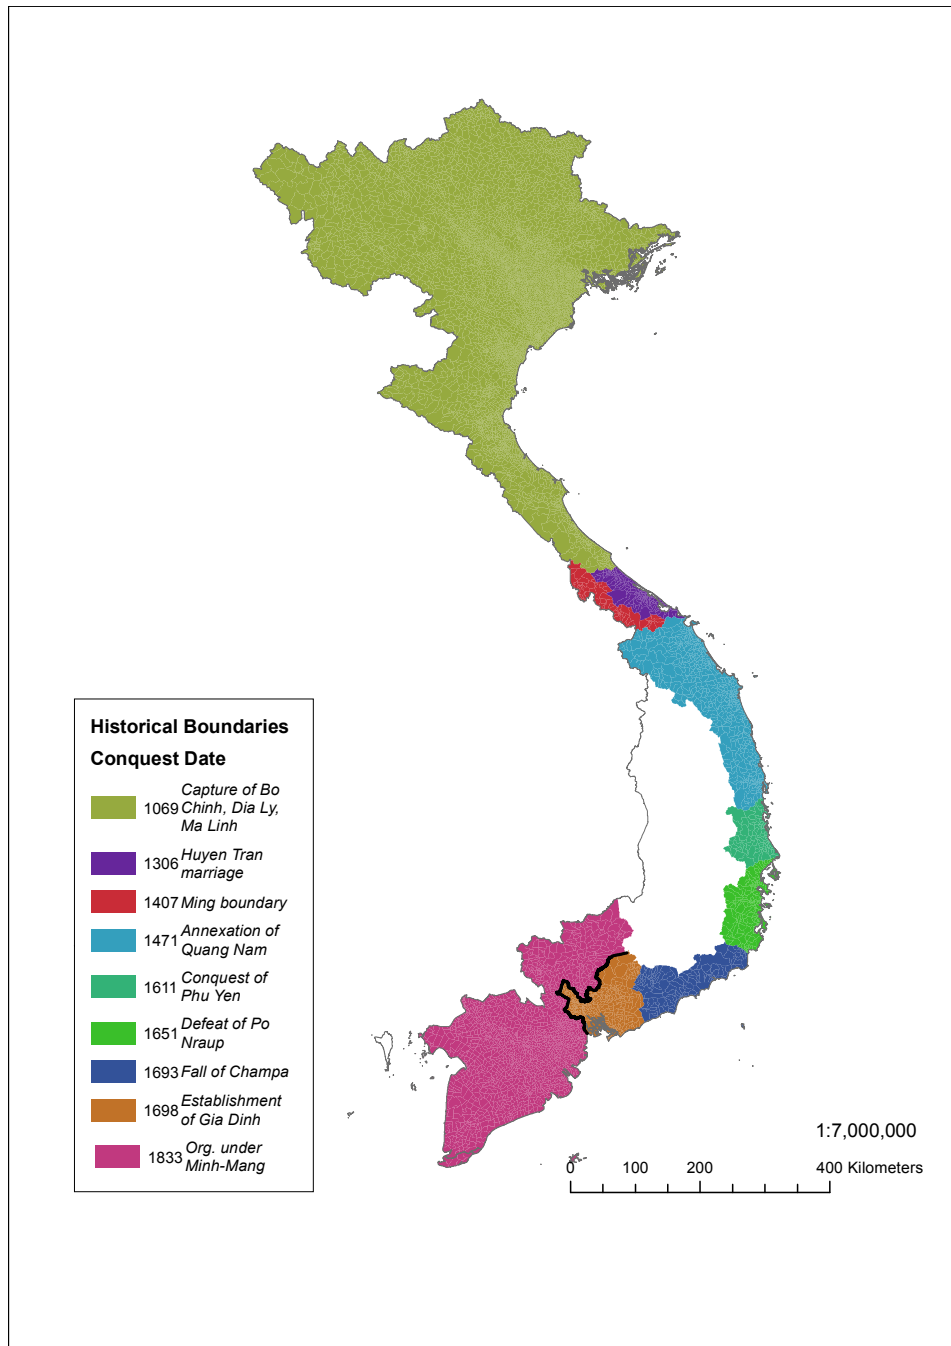 Historical Boundaries
Conquest Date
1069 Capture of Bo
Chinh, Dia Ly,
Ma Linh
1306 Huyen Tran
marriage
1407 Ming boundary
1471 Annexation of
Quang Nam
1611 Conquest of
Phu Yen
1651 Defeat of Po
Nraup
1693 Fall of Champa
1698 Establishment
of Gia Dinh
1833 Org. under
Minh-Mang
1:7,000,000
0 100 200 400 Kilometers